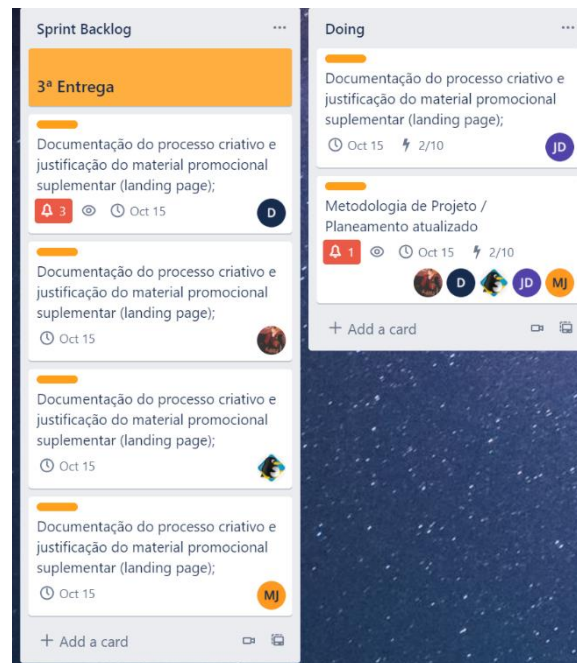 Sprint Backlog
3ª Entrega
Documentação do processo criativo e
justificação do material promocional
suplementar (landing page);
3
Oct 15
D
Documentação do processo criativo e
justificação do material promocional
suplementar (landing page);
Oct 15
Documentação do processo criativo e
justificação do material promocional
suplementar (landing page);
Oct 15
Documentação do processo criativo e
justificação do material promocional
suplementar (landing page);
Oct 15
MJ
+ Add a card
Doing
Documentação do processo criativo e
justificação do material promocional
suplementar (landing page);
Oct 15 2/10
JD
Metodologia de Projeto /
Planeamento atualizado
1 Oct 15 2/10
D JD MJ
+ Add a card